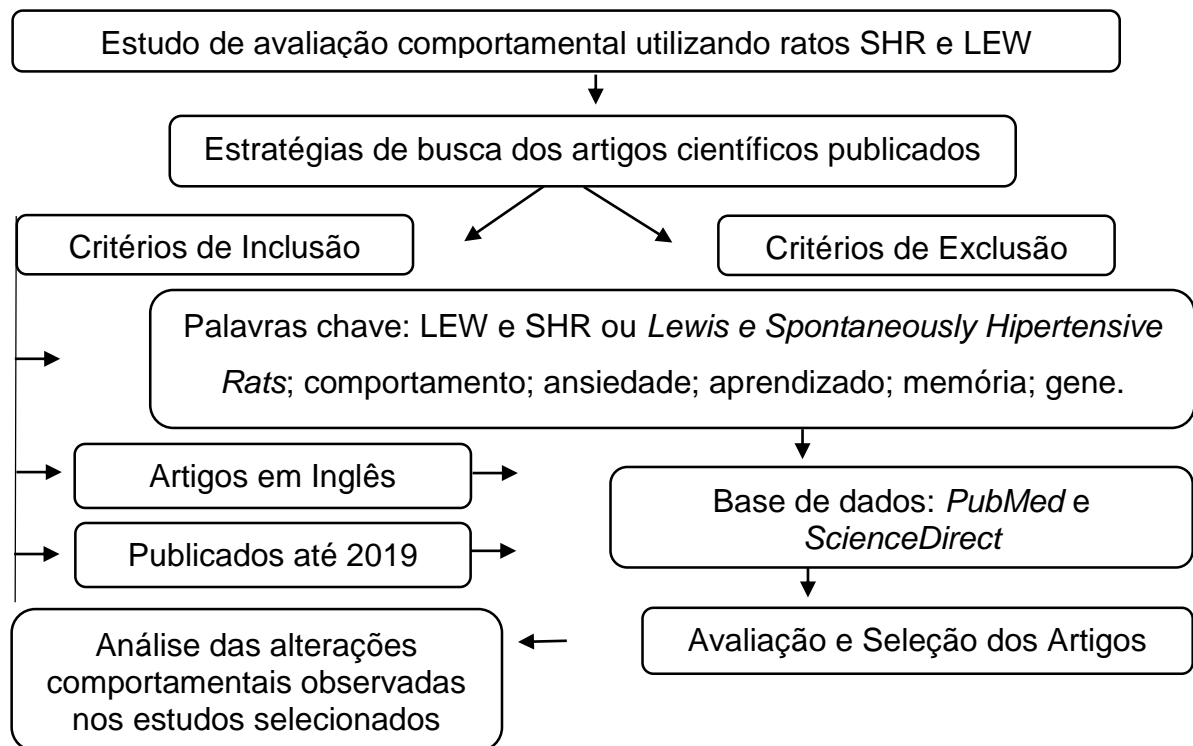 Estudo de avaliação comportamental utilizando ratos SHR e LEW
Estratégias de busca dos artigos científicos publicados
Critérios de Inclusão
Critérios de Exclusão
Palavras chave: LEW e SHR ou Lewis e Spontaneously Hipertensive
Rats; comportamento; ansiedade; aprendizado; memória; gene.
Artigos em Inglês
Publicados até 2019
Base de dados: PubMed e
ScienceDirect
Avaliação e Seleção dos Artigos
Análise das alterações
comportamentais observadas
nos estudos selecionados